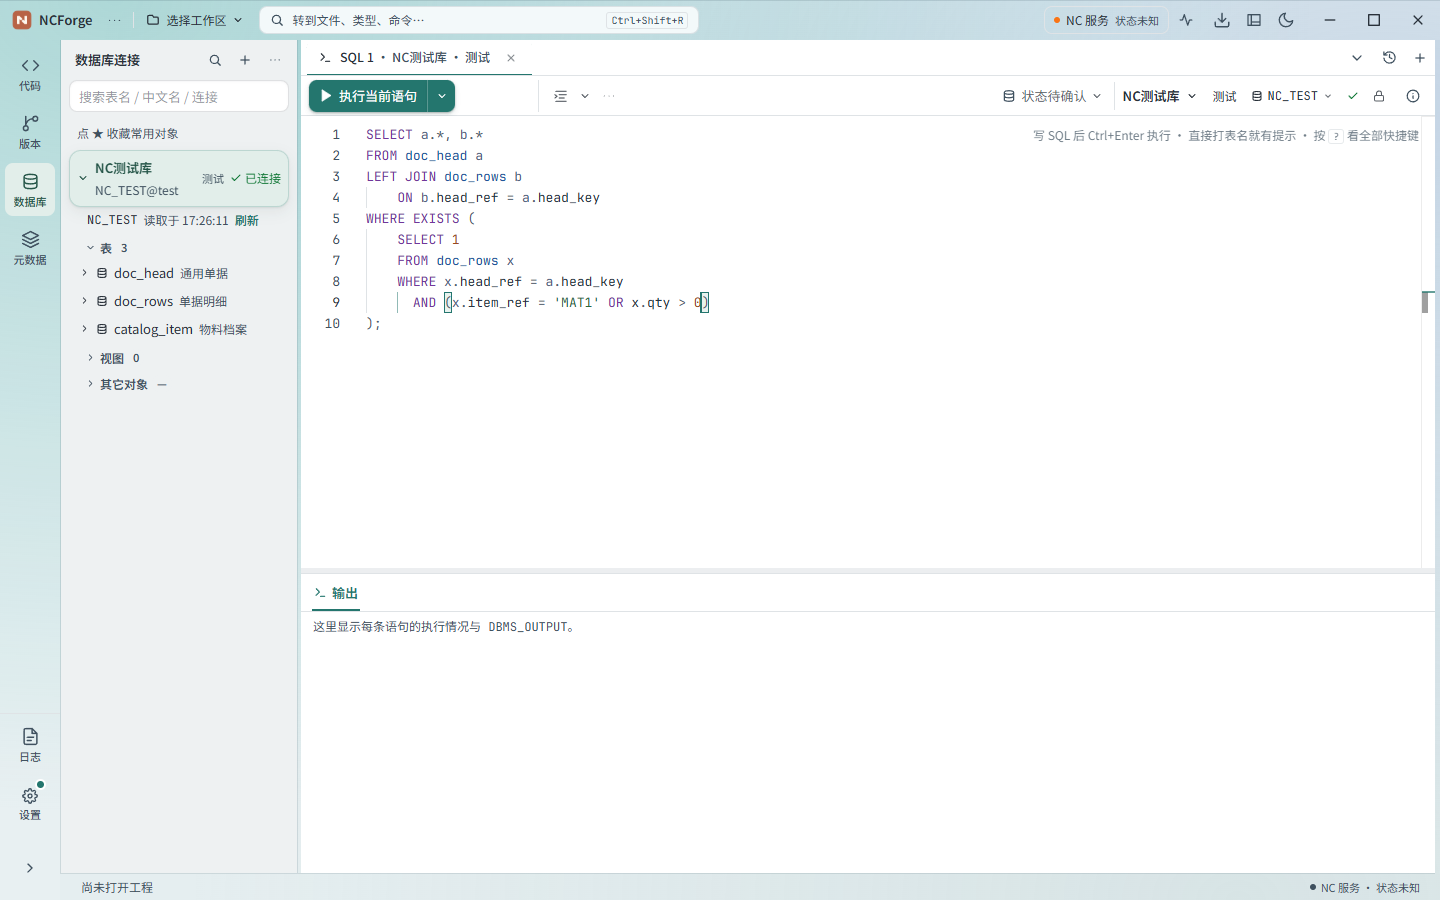 NCForge ··· 选择工作区 转到文件、类型、命令… Ctrl+Shift+R NC 服务 状态未知
代码
版本
数据库
元数据
日志
设置
数据库连接
搜索表名 / 中文名 / 连接
点 ★ 收藏常用对象
NC测试库
NC_TEST@test
测试 已连接
NC_TEST 读取于 17:26:11 刷新
表 3
doc_head 通用单据
doc_rows 单据明细
catalog_item 物料档案
视图 0
其它对象 —
SQL 1 • NC测试库 • 测试
执行当前语句
状态待确认 NC测试库 测试 NC_TEST
写 SQL 后 Ctrl+Enter 执行 • 直接打表名就有提示 • 按 ? 看全部快捷键
1 SELECT a.*, b.*
2 FROM doc_head a
3 LEFT JOIN doc_rows b
4 ON b.head_ref = a.head_key
5 WHERE EXISTS (
6 SELECT 1
7 FROM doc_rows x
8 WHERE x.head_ref = a.head_key
9 AND (x.item_ref = 'MAT1' OR x.qty > 0)
10 );
输出
这里显示每条语句的执行情况与 DBMS_OUTPUT。
尚未打开工程
NC 服务 • 状态未知